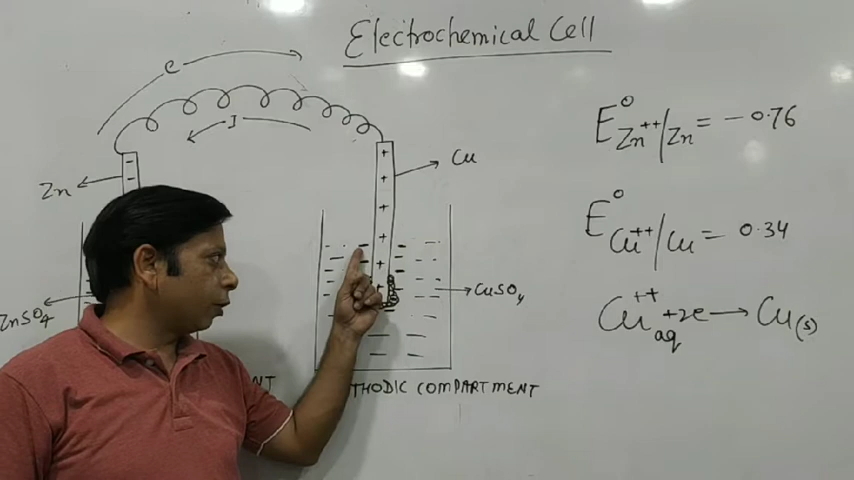 Electrochemical Cell
e
I
Zn
Cu
ZnSO4
CuSO4
NT
THODIC COMPARTMENT
E°Zn++/Zn = -0.76
E°Cu++/Cu = 0.34
Cu++aq +2e → Cu(s)